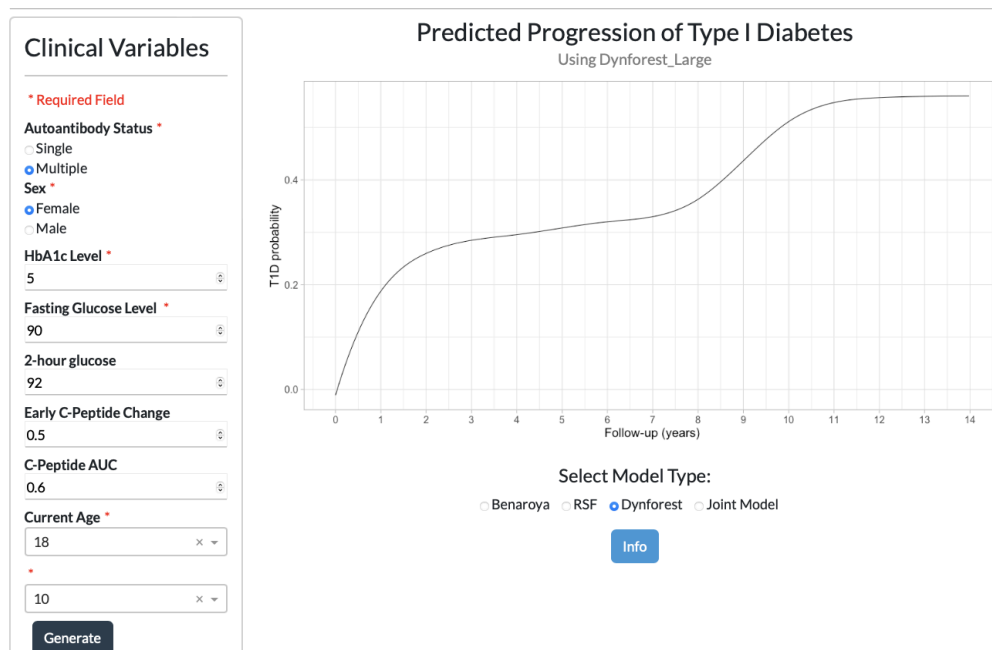 Clinical Variables
* Required Field
Autoantibody Status *
Single
Multiple
Sex *
Female
Male
HbA1c Level *
5
Fasting Glucose Level *
90
2-hour glucose
92
Early C-Peptide Change
0.5
C-Peptide AUC
0.6
Current Age *
18
*
10
Generate
Predicted Progression of Type I Diabetes
Using Dynforest_Large
T1D probability
0.4
0.2
0.0
0 1 2 3 4 5 6 7 8 9 10 11 12 13 14
Follow-up (years)
Select Model Type:
Benaroya RSF Dynforest Joint Model
Info